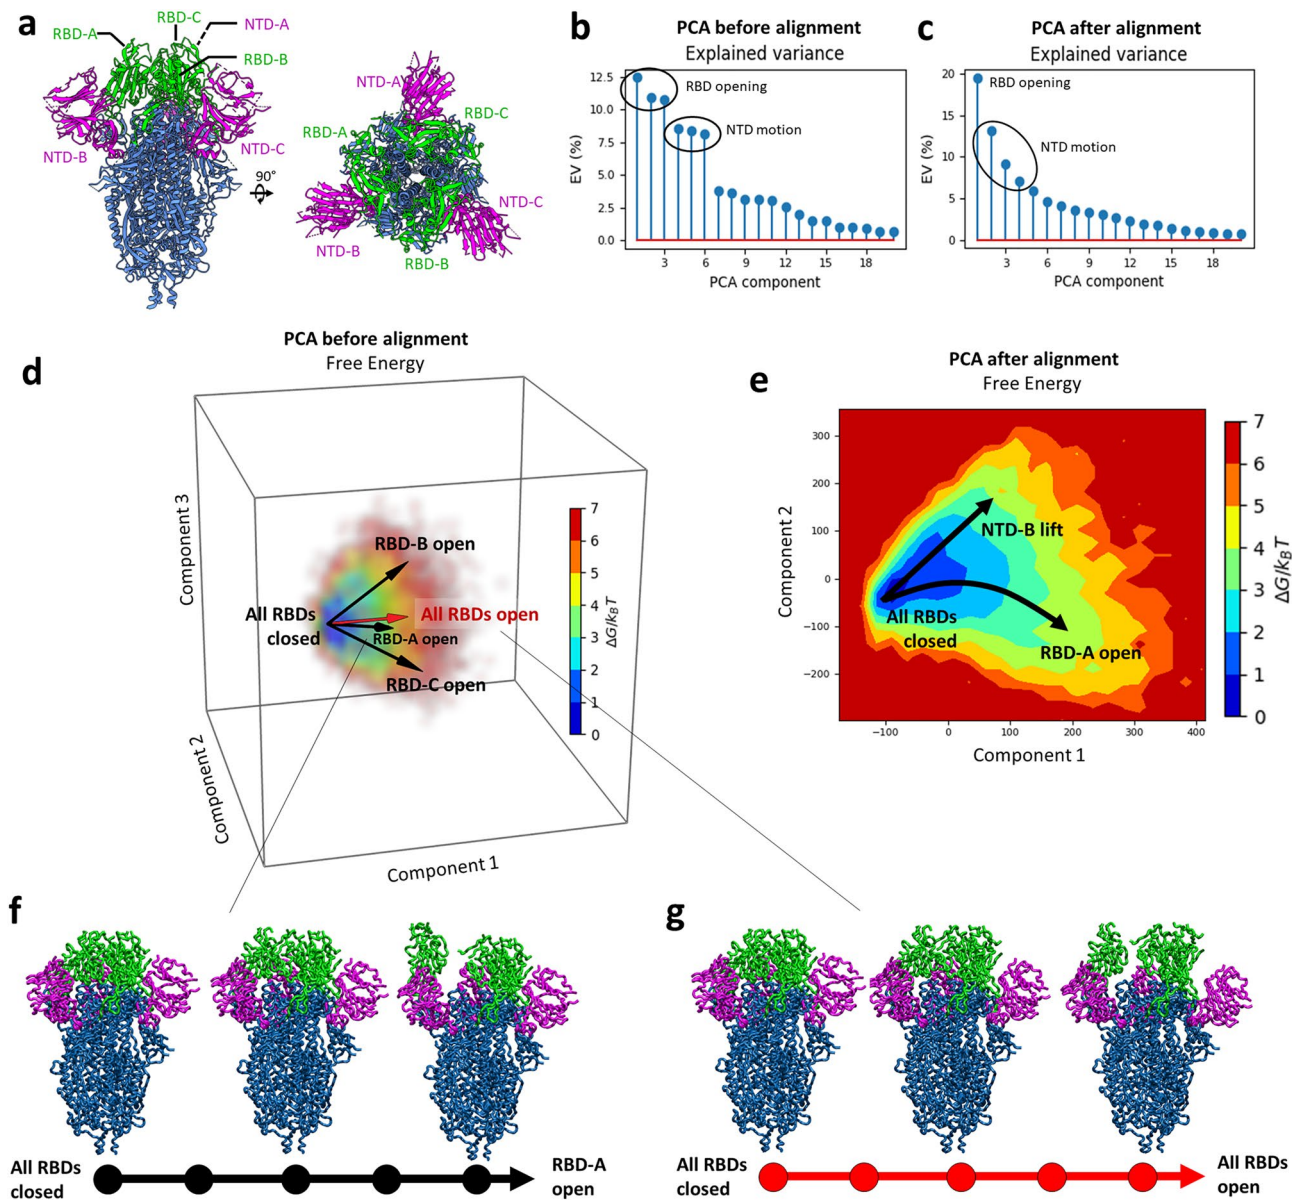 a
RBD-A
RBD-C
NTD-A
RBD-B
NTD-B
NTD-C
90°
NTD-A
RBD-C
RBD-A
NTD-C
NTD-B
RBD-B
b
PCA before alignment
Explained variance
EV (%)
12.5
10.0
7.5
5.0
2.5
0.0
RBD opening
NTD motion
3
6
9
12
15
18
PCA component
c
PCA after alignment
Explained variance
EV (%)
20
15
10
5
0
RBD opening
NTD motion
3
6
9
12
15
18
PCA component
d
PCA before alignment
Free Energy
Component 3
Component 2
Component 1
RBD-B open
All RBDs
closed
All RBDs open
RBD-A open
RBD-C open
7
6
5
4
3
2
1
0
ΔG/kBT
e
PCA after alignment
Free Energy
Component 2
300
200
100
0
−100
−200
NTD-B lift
All RBDs
closed
RBD-A open
−100
0
100
200
300
400
Component 1
7
6
5
4
3
2
1
0
ΔG/kBT
f
All RBDs
closed
RBD-A
open
g
All RBDs
closed
All RBDs
open